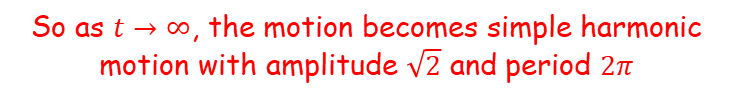 So as 𝑡 → ∞, the motion becomes simple harmonic
motion with amplitude √2 and period 2𝜋